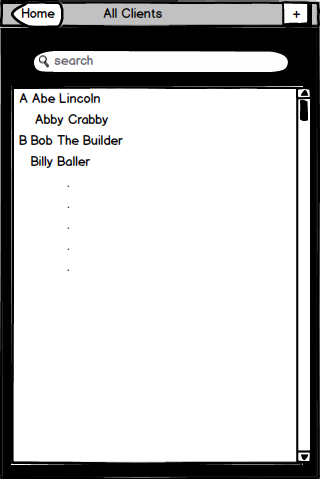 Home All Clients +
search
A Abe Lincoln
Abby Crabby
B Bob The Builder
Billy Baller
.
.
.
.
.